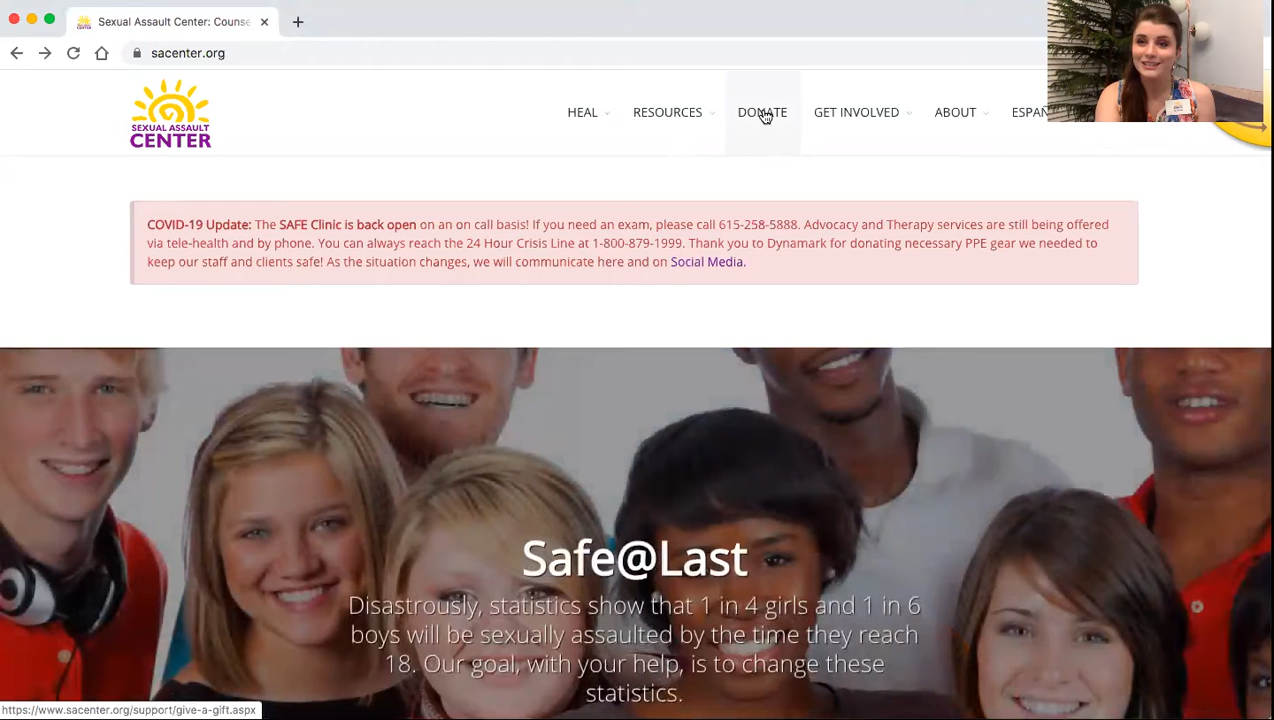 Sexual Assault Center: Counse
sacenter.org
SEXUAL ASSAULT
CENTER
HEAL RESOURCES DONATE GET INVOLVED ABOUT ESPAÑ
COVID-19 Update: The SAFE Clinic is back open on an on call basis! If you need an exam, please call 615-258-5888. Advocacy and Therapy services are still being offered
via tele-health and by phone. You can always reach the 24 Hour Crisis Line at 1-800-879-1999. Thank you to Dynamark for donating necessary PPE gear we needed to
keep our staff and clients safe! As the situation changes, we will communicate here and on Social Media.
Safe@Last
Disastrously, statistics show that 1 in 4 girls and 1 in 6
boys will be sexually assaulted by the time they reach
18. Our goal, with your help, is to change these
statistics.
https://www.sacenter.org/support/give-a-gift.aspx